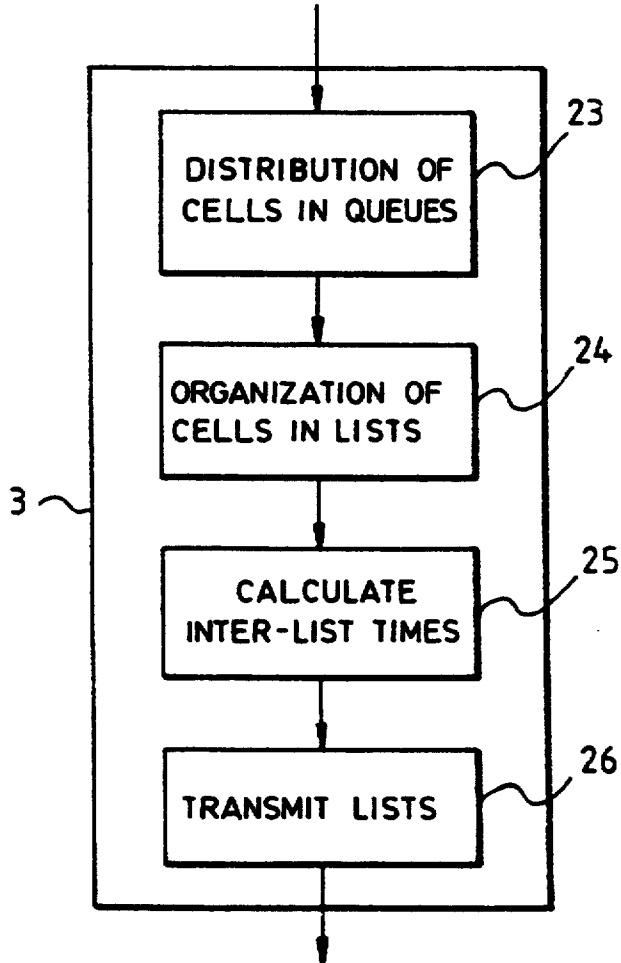 23
DISTRIBUTION OF
CELLS IN QUEUES
24
ORGANIZATION OF
CELLS IN LISTS
3
25
CALCULATE
INTER-LIST TIMES
26
TRANSMIT LISTS